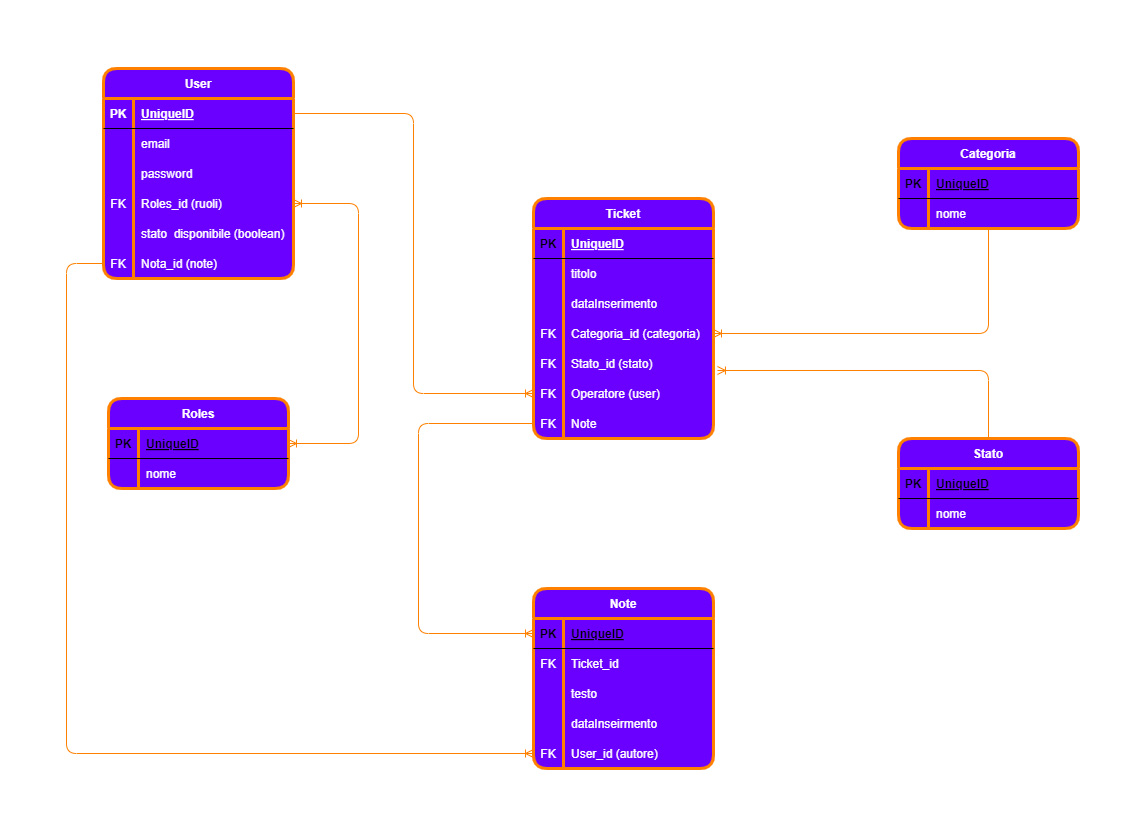 User
PK UniqueID
email
password
FK Roles_id (ruoli)
stato disponibile (boolean)
FK Nota_id (note)
Categoria
PK UniqueID
nome
Ticket
PK UniqueID
titolo
dataInserimento
FK Categoria_id (categoria)
FK Stato_id (stato)
FK Operatore (user)
FK Note
Roles
PK UniqueID
nome
Stato
PK UniqueID
nome
Note
PK UniqueID
FK Ticket_id
testo
dataInseirmento
FK User_id (autore)